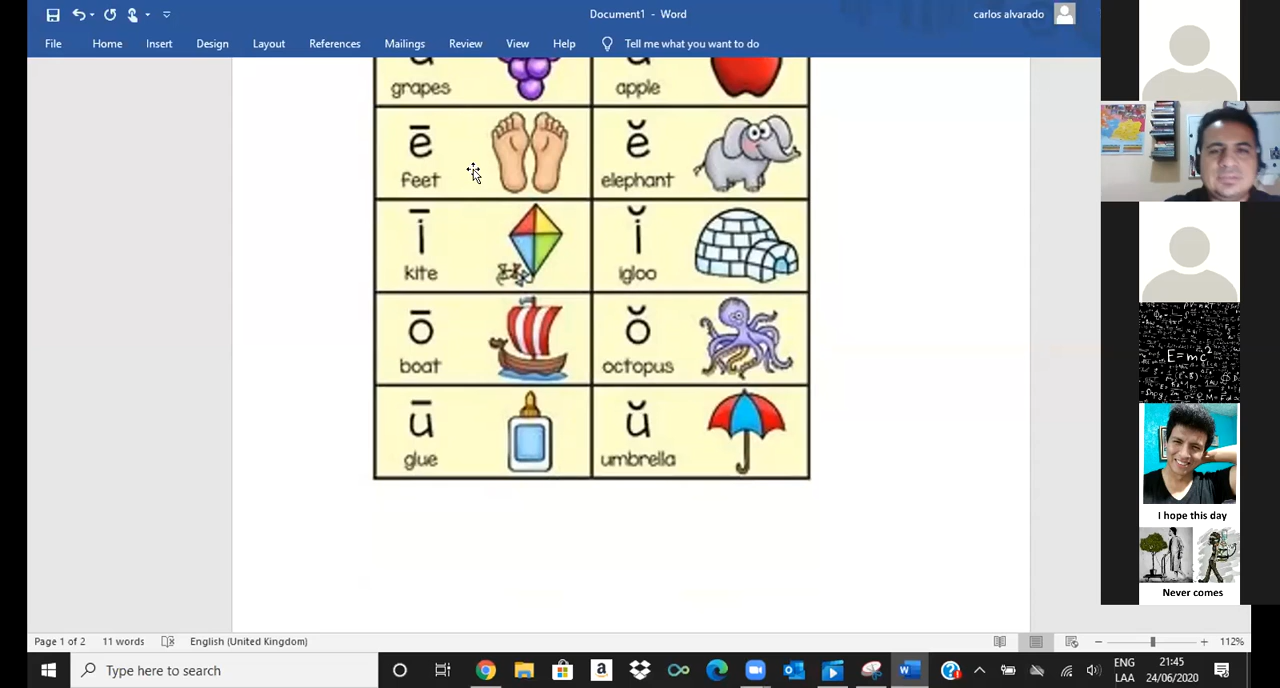 Document1 - Word
carlos alvarado
File Home Insert Design Layout References Mailings Review View Help Tell me what you want to do
grapes apple
ē ĕ
feet elephant
ī ĭ
kite igloo
ō ŏ
boat octopus
ū ŭ
glue umbrella
E=mc²
I hope this day
Never comes
Page 1 of 2 11 words English (United Kingdom) 112%
Type here to search
ENG 21:45
LAA 24/06/2020